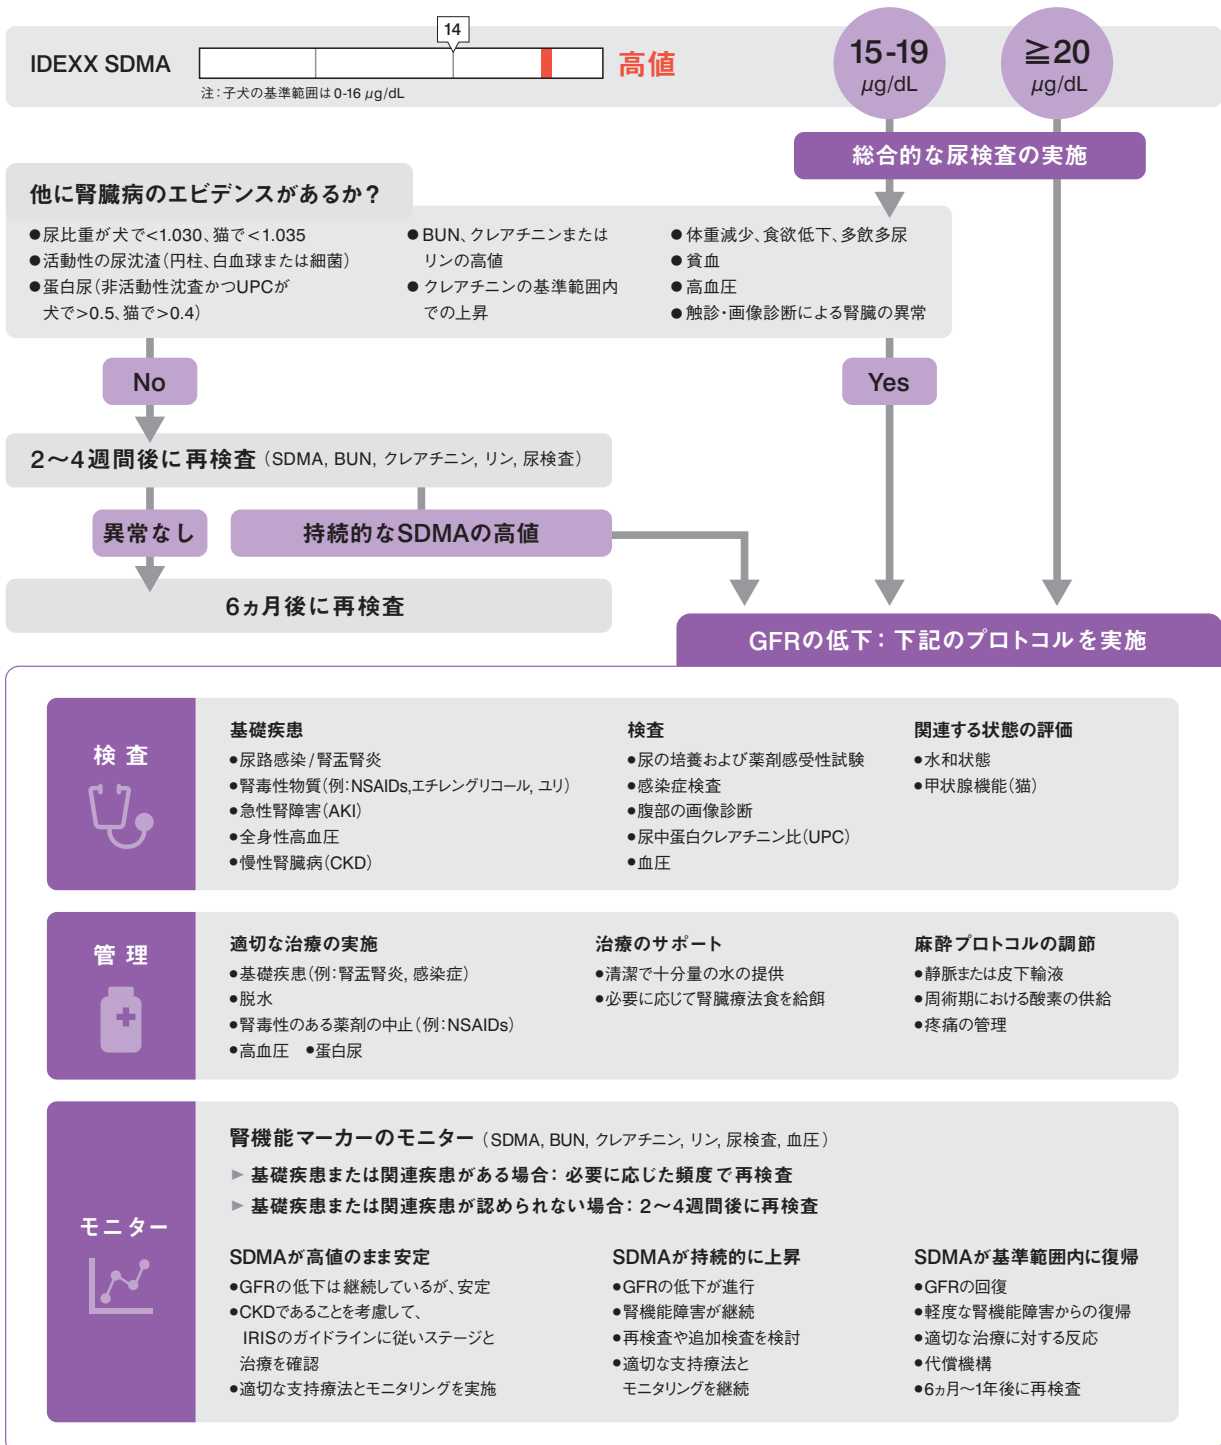 14
IDEXX SDMA
高値
注：子犬の基準範囲は0-16 μg/dL
15-19
μg/dL
≧20
μg/dL
総合的な尿検査の実施
他に腎臓病のエビデンスがあるか？
●尿比重が犬で<1.030、猫で<1.035
●活動性の尿沈渣（円柱、白血球または細菌）
●蛋白尿（非活動性沈査かつUPCが
犬で>0.5、猫で>0.4）
●BUN、クレアチニンまたは
リンの高値
●クレアチニンの基準範囲内
での上昇
●体重減少、食欲低下、多飲多尿
●貧血
●高血圧
●触診・画像診断による腎臓の異常
No
Yes
2〜4週間後に再検査（SDMA, BUN, クレアチニン, リン, 尿検査）
異常なし
持続的なSDMAの高値
6ヵ月後に再検査
GFRの低下：下記のプロトコルを実施
検査
基礎疾患
●尿路感染/腎盂腎炎
●腎毒性物質（例：NSAIDs,エチレングリコール, ユリ）
●急性腎障害（AKI）
●全身性高血圧
●慢性腎臓病（CKD）
検査
●尿の培養および薬剤感受性試験
●感染症検査
●腹部の画像診断
●尿中蛋白クレアチニン比（UPC）
●血圧
関連する状態の評価
●水和状態
●甲状腺機能（猫）
管理
適切な治療の実施
●基礎疾患（例：腎盂腎炎, 感染症）
●脱水
●腎毒性のある薬剤の中止（例：NSAIDs）
●高血圧 ●蛋白尿
治療のサポート
●清潔で十分量の水の提供
●必要に応じて腎臓療法食を給餌
麻酔プロトコルの調節
●静脈または皮下輸液
●周術期における酸素の供給
●疼痛の管理
モニター
腎機能マーカーのモニター（SDMA, BUN, クレアチニン, リン, 尿検査, 血圧）
▶ 基礎疾患または関連疾患がある場合：必要に応じた頻度で再検査
▶ 基礎疾患または関連疾患が認められない場合：2〜4週間後に再検査
SDMAが高値のまま安定
●GFRの低下は継続しているが、安定
●CKDであることを考慮して、
IRISのガイドラインに従いステージと
治療を確認
●適切な支持療法とモニタリングを実施
SDMAが持続的に上昇
●GFRの低下が進行
●腎機能障害が継続
●再検査や追加検査を検討
●適切な支持療法と
モニタリングを継続
SDMAが基準範囲内に復帰
●GFRの回復
●軽度な腎機能障害からの復帰
●適切な治療に対する反応
●代償機構
●6ヵ月〜1年後に再検査